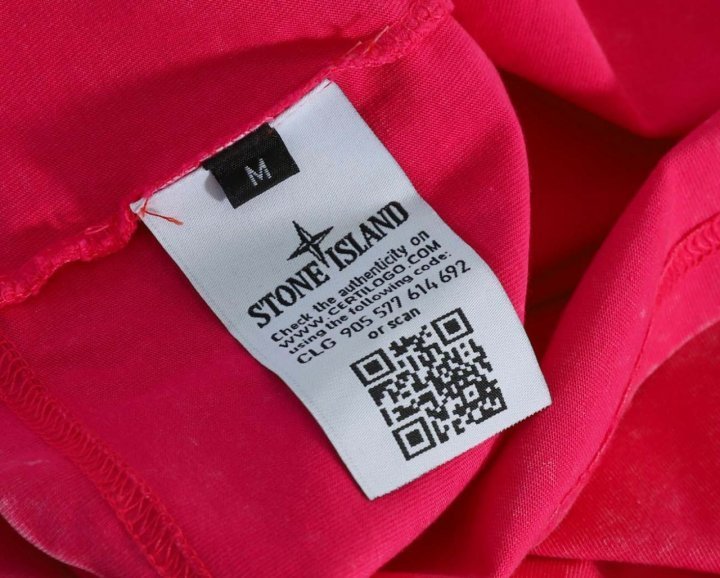 M
STONE ISLAND
Check the authenticity on
WWW.CERTILOGO.COM
using the following code:
CLG 905 577 614 692
or scan